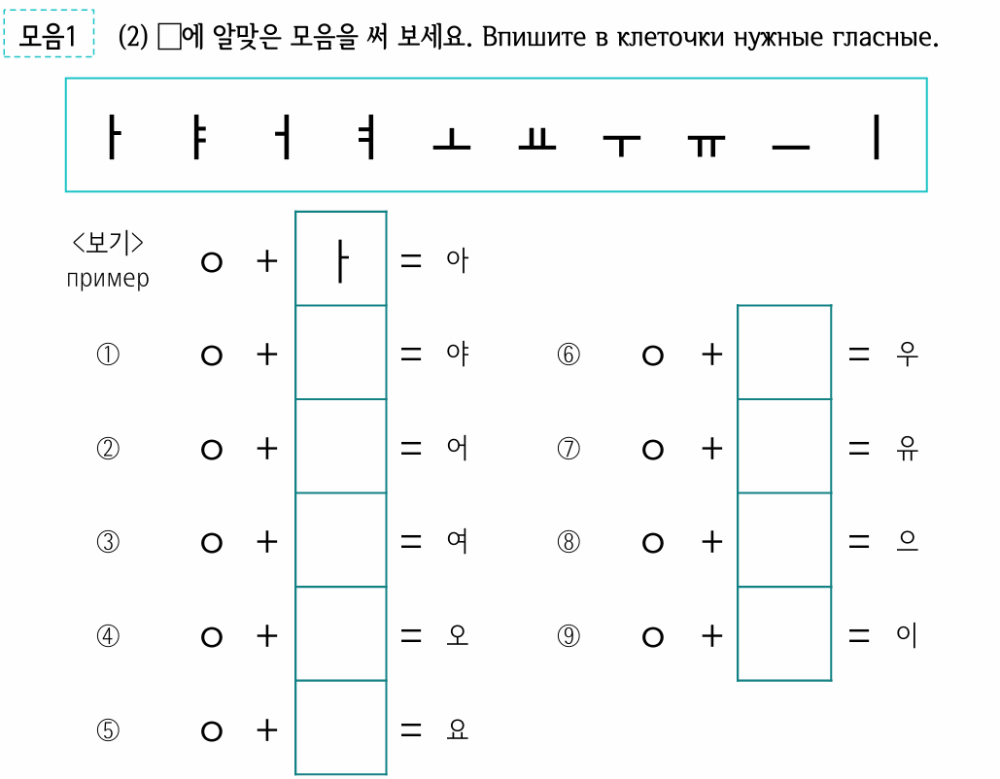 모음1 (2) □에 알맞은 모음을 써 보세요. Впишите в клеточки нужные гласные.
ㅏ ㅑ ㅓ ㅕ ㅗ ㅛ ㅜ ㅠ ㅡ ㅣ
<보기>
пример
ㅇ + ㅏ = 아
① ㅇ + = 야
② ㅇ + = 어
③ ㅇ + = 여
④ ㅇ + = 오
⑤ ㅇ + = 요
⑥ ㅇ + = 우
⑦ ㅇ + = 유
⑧ ㅇ + = 으
⑨ ㅇ + = 이